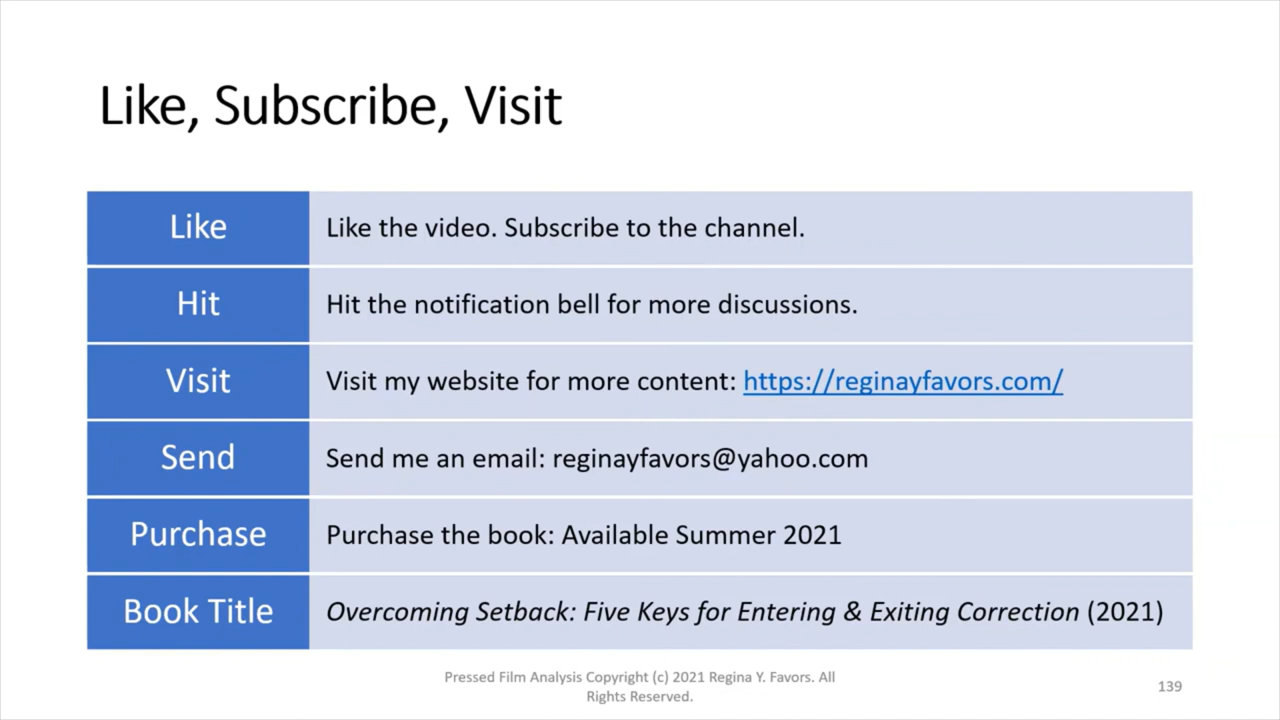 Like, Subscribe, Visit
Like
Like the video. Subscribe to the channel.
Hit
Hit the notification bell for more discussions.
Visit
Visit my website for more content: https://reginayfavors.com/
Send
Send me an email: reginayfavors@yahoo.com
Purchase
Purchase the book: Available Summer 2021
Book Title
Overcoming Setback: Five Keys for Entering & Exiting Correction (2021)
Pressed Film Analysis Copyright (c) 2021 Regina Y. Favors. All
Rights Reserved.
139